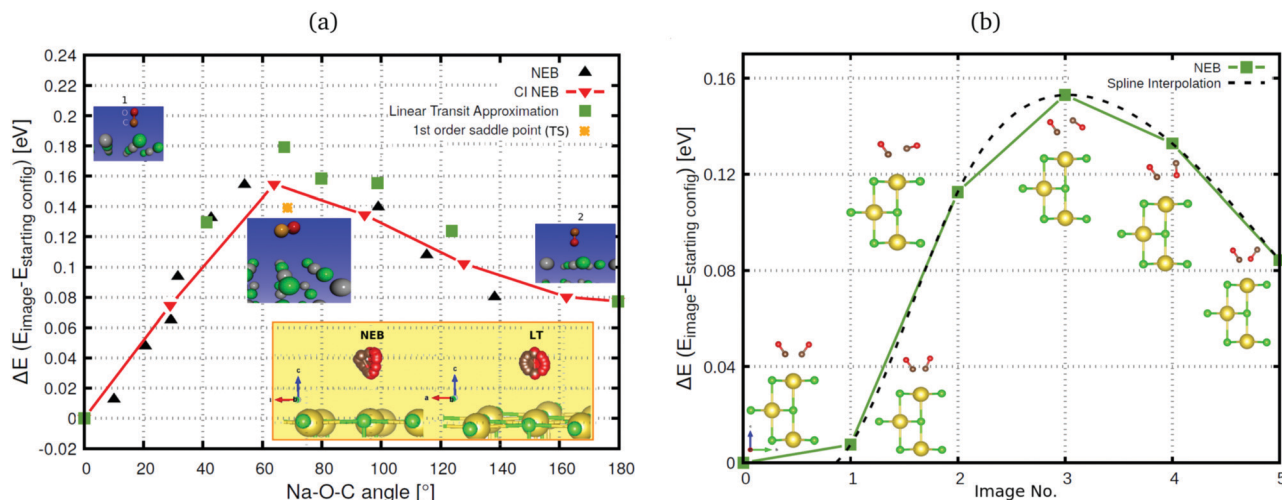 (a)
0.24
0.22
0.2
0.18
0.16
0.14
0.12
0.1
0.08
0.06
0.04
0.02
0
-0.02
ΔE (E_image-E_starting config) [eV]
0 20 40 60 80 100 120 140 160 180
Na-O-C angle [°]
NEB
CI NEB
Linear Transit Approximation
1st order saddle point (TS)
1
2
NEB
LT
c
a
c
a
(b)
0.16
0.12
0.08
0.04
0
ΔE (E_image-E_starting config) [eV]
0 1 2 3 4 5
Image No.
NEB
Spline Interpolation